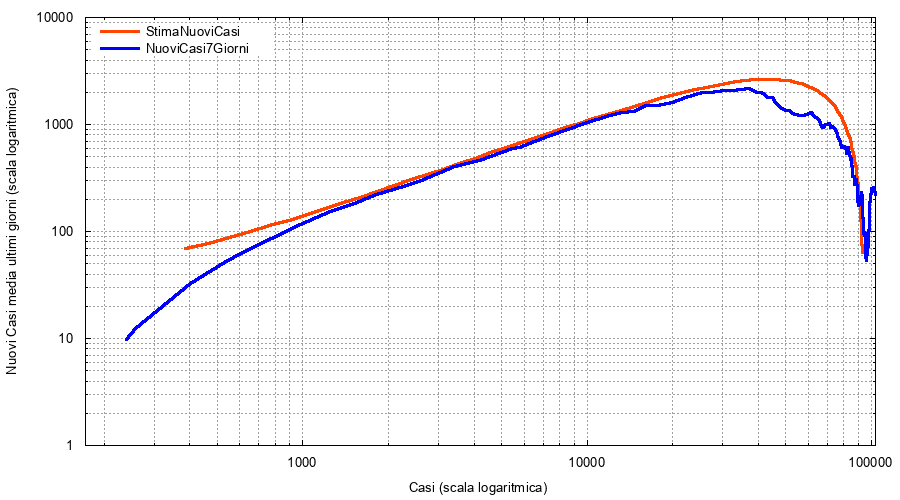 StimaNuoviCasi
NuoviCasi7Giorni
10000
1000
100
10
1
1000
10000
100000
Nuovi Casi media ultimi giorni (scala logaritmica)
Casi (scala logaritmica)